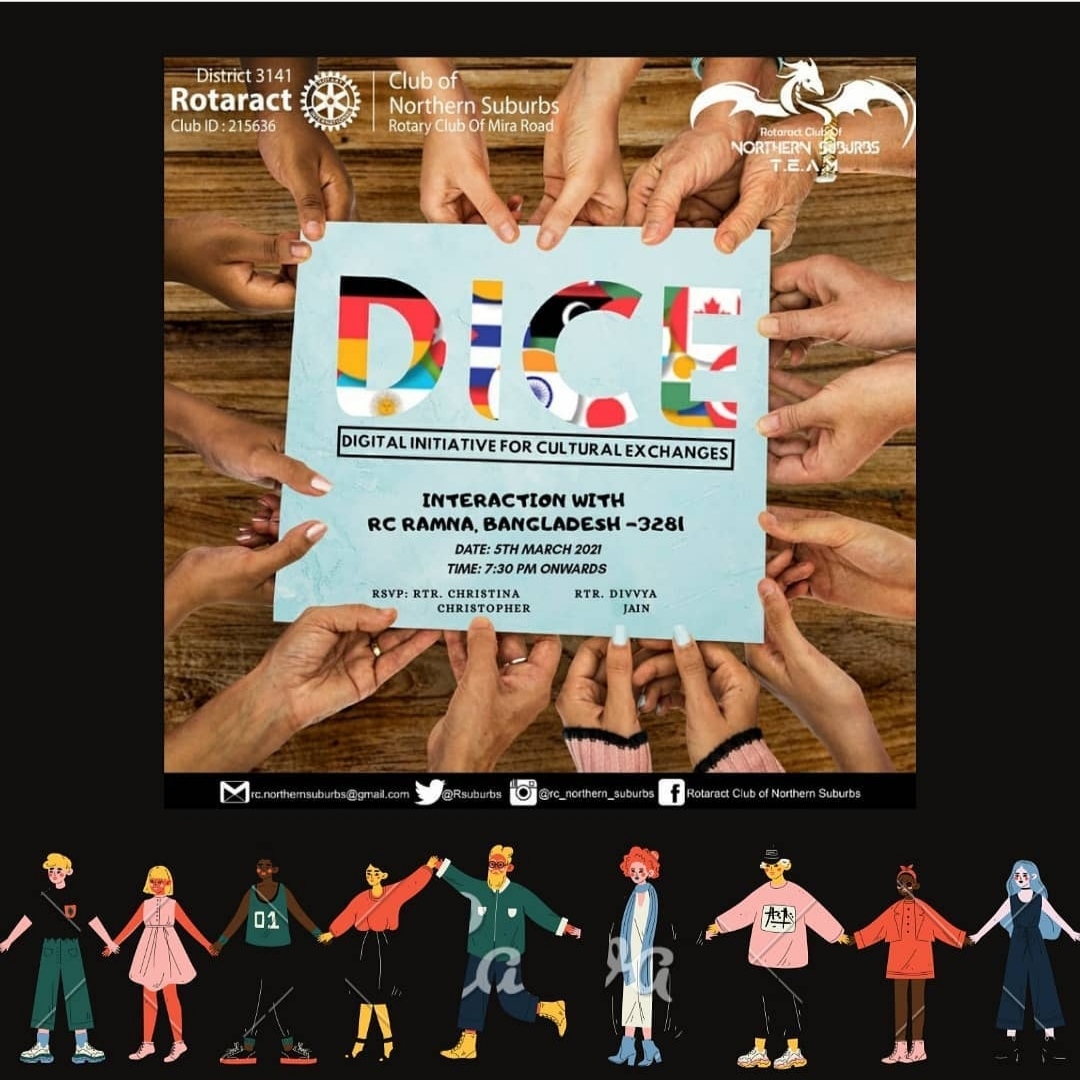 District 3141
Rotaract
Club ID : 215636
Club of
Northern Suburbs
Rotary Club Of Mira Road
Rotaract Club Of
NORTHERN SUBURBS
T.E.A.M
DICE
DIGITAL INITIATIVE FOR CULTURAL EXCHANGES
INTERACTION WITH
RC RAMNA, BANGLADESH -3281
DATE: 5TH MARCH 2021
TIME: 7:30 PM ONWARDS
RSVP: RTR. CHRISTINA RTR. DIVVYA
CHRISTOPHER JAIN
rc.northernsuburbs@gmail.com @Rsuburbs @rc_northern_suburbs Rotaract Club of Northern Suburbs
01